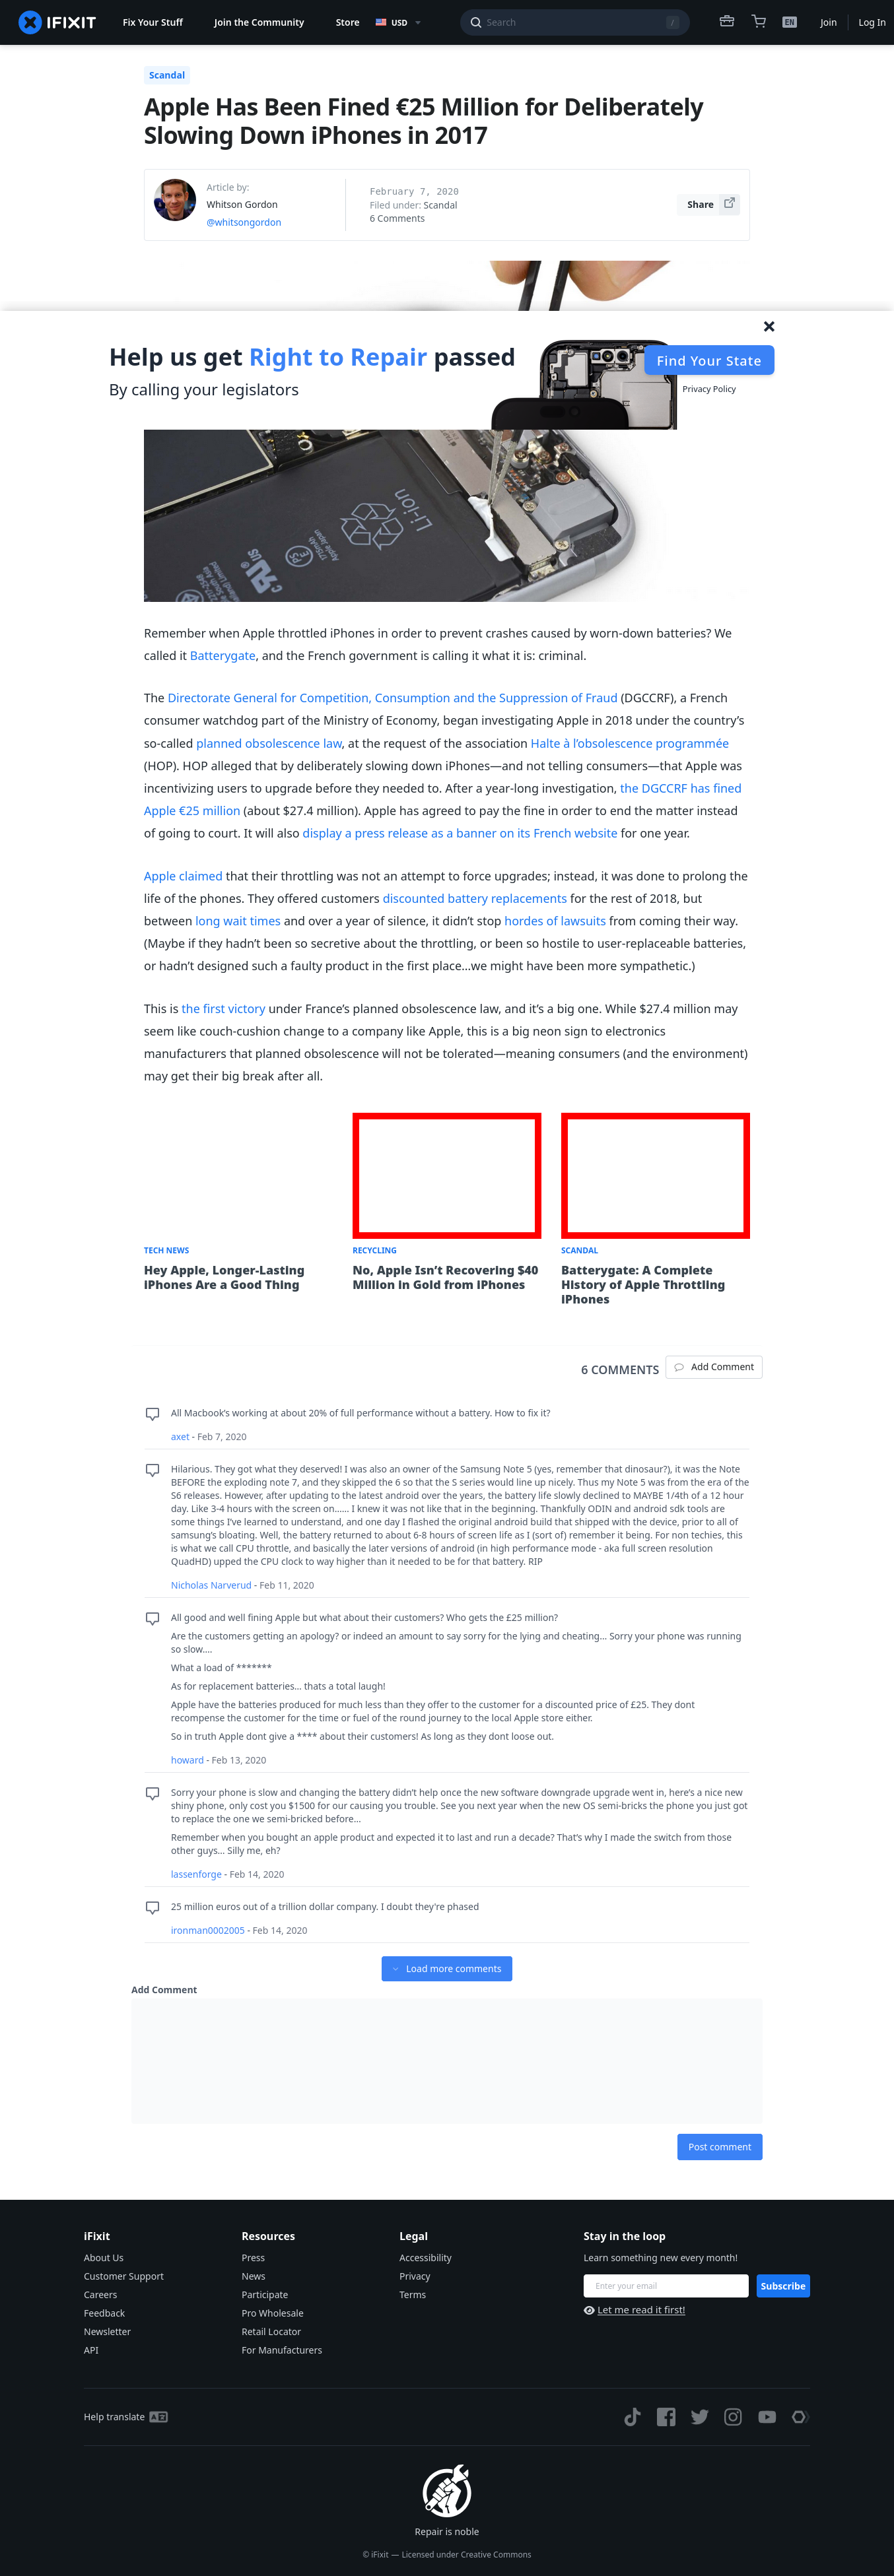 IFIXIT
Fix Your Stuff
Join the Community
Store
USD
Search
/
EN
Join
Log In
Scandal
Apple Has Been Fined €25 Million for Deliberately
Slowing Down iPhones in 2017
Article by:
Whitson Gordon
@whitsongordon
February 7, 2020
Filed under: Scandal
6 Comments
Share
Help us get Right to Repair passed
By calling your legislators
Find Your State
Privacy Policy
Li-ion
Remember when Apple throttled iPhones in order to prevent crashes caused by worn-down batteries? We
called it Batterygate, and the French government is calling it what it is: criminal.
The Directorate General for Competition, Consumption and the Suppression of Fraud (DGCCRF), a French
consumer watchdog part of the Ministry of Economy, began investigating Apple in 2018 under the country’s
so-called planned obsolescence law, at the request of the association Halte à l’obsolescence programmée
(HOP). HOP alleged that by deliberately slowing down iPhones—and not telling consumers—that Apple was
incentivizing users to upgrade before they needed to. After a year-long investigation, the DGCCRF has fined
Apple €25 million (about $27.4 million). Apple has agreed to pay the fine in order to end the matter instead
of going to court. It will also display a press release as a banner on its French website for one year.
Apple claimed that their throttling was not an attempt to force upgrades; instead, it was done to prolong the
life of the phones. They offered customers discounted battery replacements for the rest of 2018, but
between long wait times and over a year of silence, it didn’t stop hordes of lawsuits from coming their way.
(Maybe if they hadn’t been so secretive about the throttling, or been so hostile to user-replaceable batteries,
or hadn’t designed such a faulty product in the first place…we might have been more sympathetic.)
This is the first victory under France’s planned obsolescence law, and it’s a big one. While $27.4 million may
seem like couch-cushion change to a company like Apple, this is a big neon sign to electronics
manufacturers that planned obsolescence will not be tolerated—meaning consumers (and the environment)
may get their big break after all.
TECH NEWS
Hey Apple, Longer-Lasting
iPhones Are a Good Thing
RECYCLING
No, Apple Isn’t Recovering $40
Million in Gold from iPhones
SCANDAL
Batterygate: A Complete
History of Apple Throttling
iPhones
6 COMMENTS
Add Comment
All Macbook’s working at about 20% of full performance without a battery. How to fix it?
axet - Feb 7, 2020
Hilarious. They got what they deserved! I was also an owner of the Samsung Note 5 (yes, remember that dinosaur?), it was the Note
BEFORE the exploding note 7, and they skipped the 6 so that the S series would line up nicely. Thus my Note 5 was from the era of the
S6 releases. However, after updating to the latest android over the years, the battery life slowly declined to MAYBE 1/4th of a 12 hour
day. Like 3-4 hours with the screen on…… I knew it was not like that in the beginning. Thankfully ODIN and android sdk tools are
some things I’ve learned to understand, and one day I flashed the original android build that shipped with the device, prior to all of
samsung’s bloating. Well, the battery returned to about 6-8 hours of screen life as I (sort of) remember it being. For non techies, this
is what we call CPU throttle, and basically the later versions of android (in high performance mode - aka full screen resolution
QuadHD) upped the CPU clock to way higher than it needed to be for that battery. RIP
Nicholas Narverud - Feb 11, 2020
All good and well fining Apple but what about their customers? Who gets the £25 million?
Are the customers getting an apology? or indeed an amount to say sorry for the lying and cheating… Sorry your phone was running
so slow….
What a load of *******
As for replacement batteries… thats a total laugh!
Apple have the batteries produced for much less than they offer to the customer for a discounted price of £25. They dont
recompense the customer for the time or fuel of the round journey to the local Apple store either.
So in truth Apple dont give a **** about their customers! As long as they dont loose out.
howard - Feb 13, 2020
Sorry your phone is slow and changing the battery didn’t help once the new software downgrade upgrade went in, here’s a nice new
shiny phone, only cost you $1500 for our causing you trouble. See you next year when the new OS semi-bricks the phone you just got
to replace the one we semi-bricked before…
Remember when you bought an apple product and expected it to last and run a decade? That’s why I made the switch from those
other guys… Silly me, eh?
lassenforge - Feb 14, 2020
25 million euros out of a trillion dollar company. I doubt they're phased
ironman0002005 - Feb 14, 2020
Load more comments
Add Comment
Post comment
iFixit
About Us
Customer Support
Careers
Feedback
Newsletter
API
Resources
Press
News
Participate
Pro Wholesale
Retail Locator
For Manufacturers
Legal
Accessibility
Privacy
Terms
Stay in the loop
Learn something new every month!
Enter your email
Subscribe
Let me read it first!
Help translate
Repair is noble
© iFixit — Licensed under Creative Commons